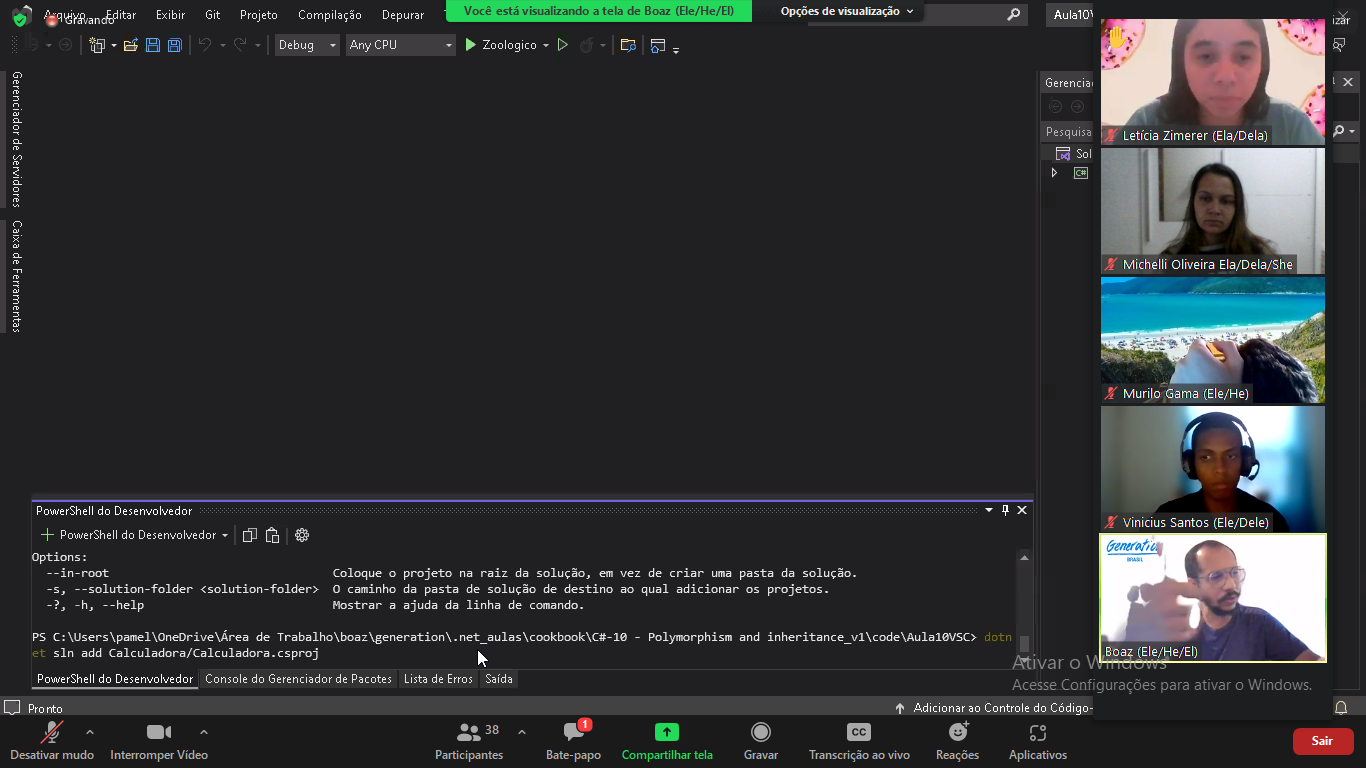 Arquivo Editar Exibir Git Projeto Compilação Depurar
Gravando
Você está visualizando a tela de Boaz (Ele/He/El)
Opções de visualização
Aula10V
Debug
Any CPU
Zoologico
Gerenciador de Servidores
Caixa de Ferramentas
Gerencia
Pesquisa
Sol
C#
Letícia Zimerer (Ela/Dela)
Michelli Oliveira Ela/Dela/She
Murilo Gama (Ele/He)
Vinicius Santos (Ele/Dele)
BRASIL
Boaz (Ele/He/El)
PowerShell do Desenvolvedor
PowerShell do Desenvolvedor
Options:
--in-root Coloque o projeto na raiz da solução, em vez de criar uma pasta da solução.
-s, --solution-folder <solution-folder> O caminho da pasta de solução de destino ao qual adicionar os projetos.
-?, -h, --help Mostrar a ajuda da linha de comando.
PS C:\Users\pamel\OneDrive\Área de Trabalho\boaz\generation\.net_aulas\cookbook\C#-10 - Polymorphism and inheritance_v1\code\Aula10VSC> dotn
et sln add Calculadora/Calculadora.csproj
PowerShell do Desenvolvedor Console do Gerenciador de Pacotes Lista de Erros Saída
Ativar o Windows
Acesse Configurações para ativar o Windows.
Pronto
Adicionar ao Controle do Código-
Desativar mudo
Interromper Vídeo
38
Participantes
1
Bate-papo
Compartilhar tela
Gravar
CC
Transcrição ao vivo
Reações
Aplicativos
Sair